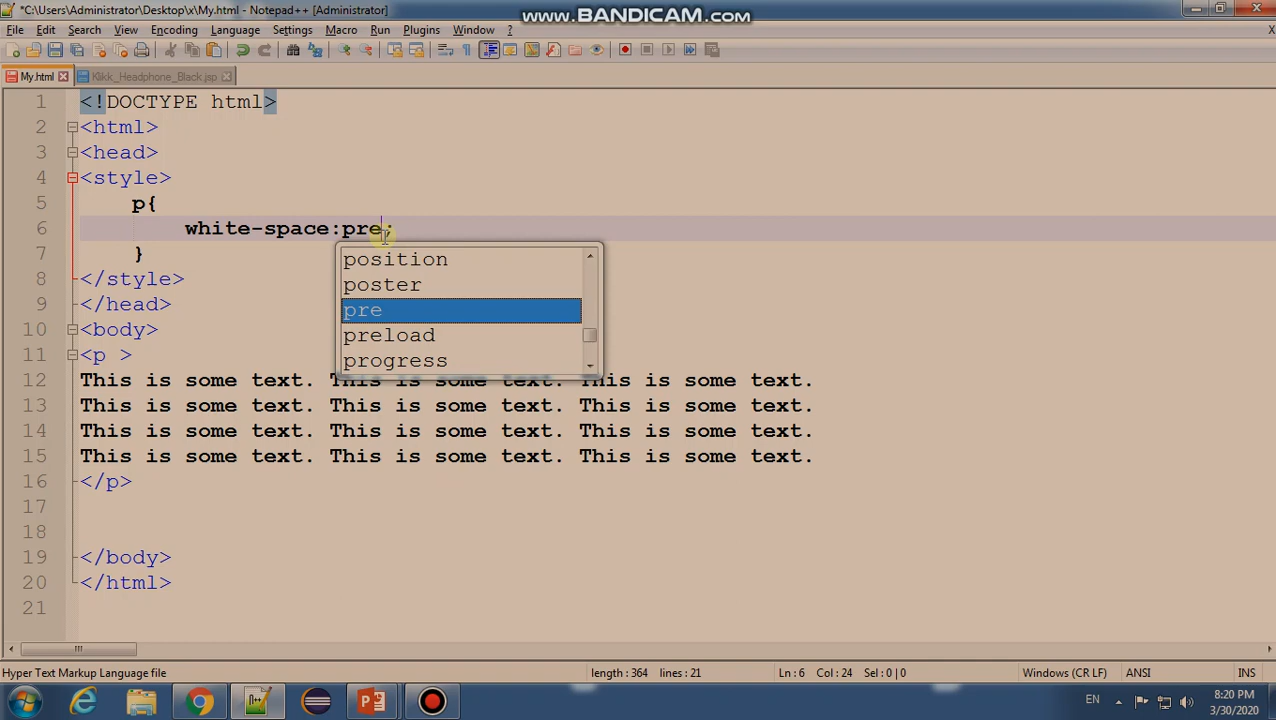 *C:\Users\Administrator\Desktop\x\My.html - Notepad++ [Administrator]
www.BANDICAM.com
File Edit Search View Encoding Language Settings Macro Run Plugins Window ? X
My.html Klikk_Headphone_Black.jsp
1 <!DOCTYPE html>
2 <html>
3 <head>
4 <style>
5 p{
6 white-space:pre;
7 }
position
8 </style>
poster
9 </head>
pre
10 <body>
preload
11 <p >
progress
12 This is some text. This is some text. This is some text.
13 This is some text. This is some text. This is some text.
14 This is some text. This is some text. This is some text.
15 This is some text. This is some text. This is some text.
16 </p>
17
18
19 </body>
20 </html>
21
Hyper Text Markup Language file length : 364 lines : 21 Ln : 6 Col : 24 Sel : 0 | 0 Windows (CR LF) ANSI INS
EN 8:20 PM
3/30/2020